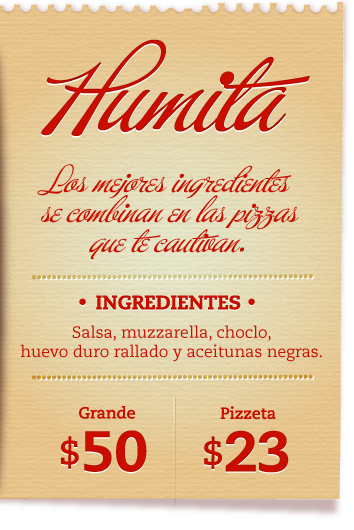 Humita
Los mejores ingredientes
se combinan en las pizzas
que te cautivan.
• INGREDIENTES •
Salsa, muzzarella, choclo,
huevo duro rallado y aceitunas negras.
Grande Pizzeta
$50 $23